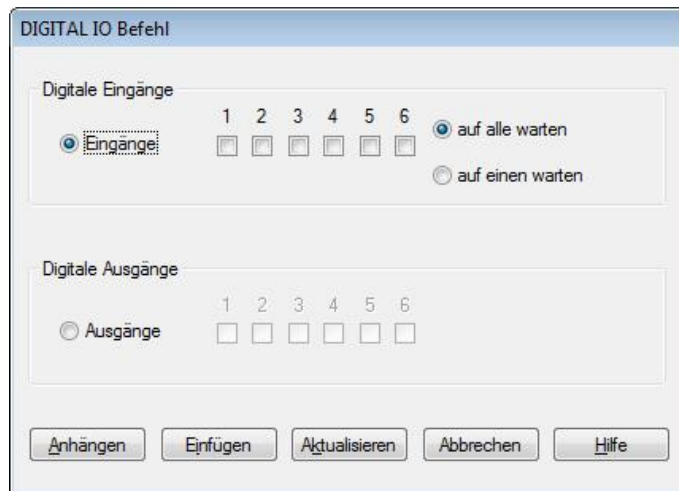 DIGITAL IO Befehl
Digitale Eingänge
1 2 3 4 5 6
Eingänge
auf alle warten
auf einen warten
Digitale Ausgänge
1 2 3 4 5 6
Ausgänge
Anhängen Einfügen Aktualisieren Abbrechen Hilfe